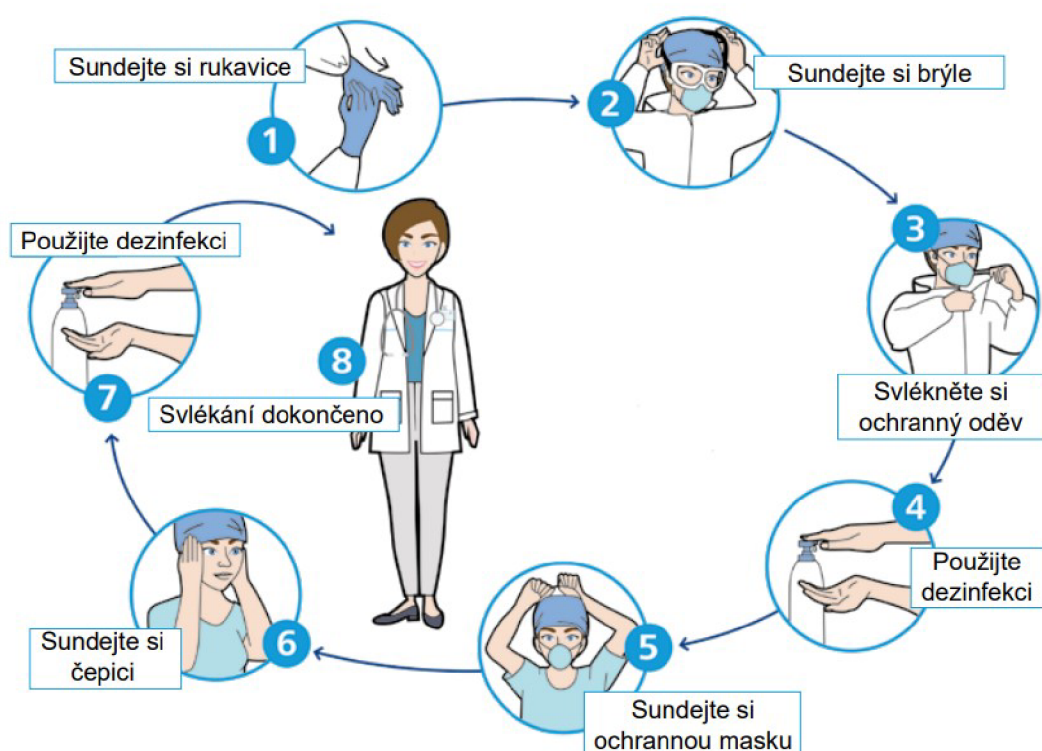 1
Sundejte si rukavice
2
Sundejte si brýle
3
Svlékněte si
ochranný oděv
4
Použijte
dezinfekci
5
Sundejte si
ochrannou masku
6
Sundejte si
čepici
7
Použijte dezinfekci
8
Svlékání dokončeno